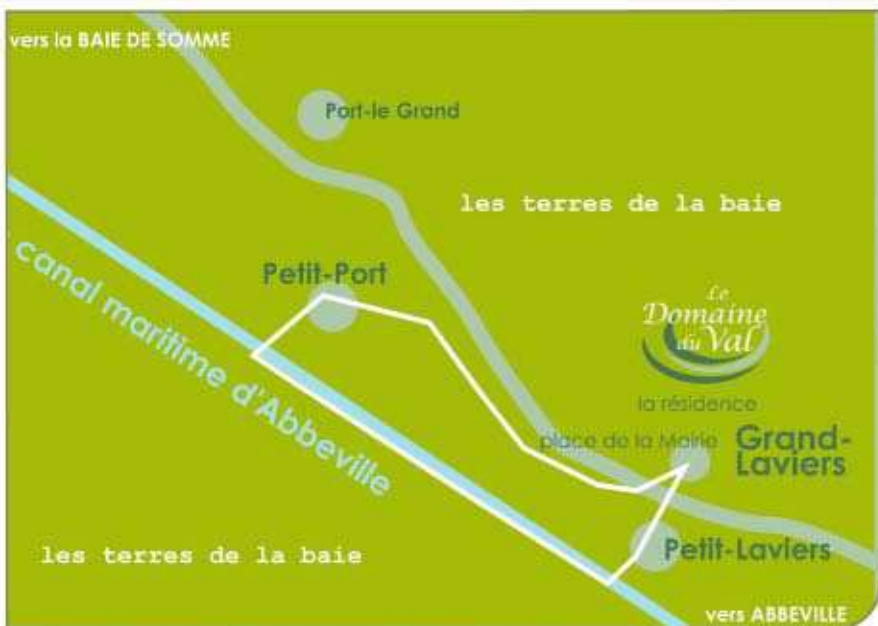 vers la BAIE DE SOMME
Port-le Grand
les terres de la baie
canal maritime d'Abbeville
Petit-Port
Le
Domaine
du Val
la résidence
place de la Mairie
Grand-
Laviers
les terres de la baie
Petit-Laviers
vers ABBEVILLE